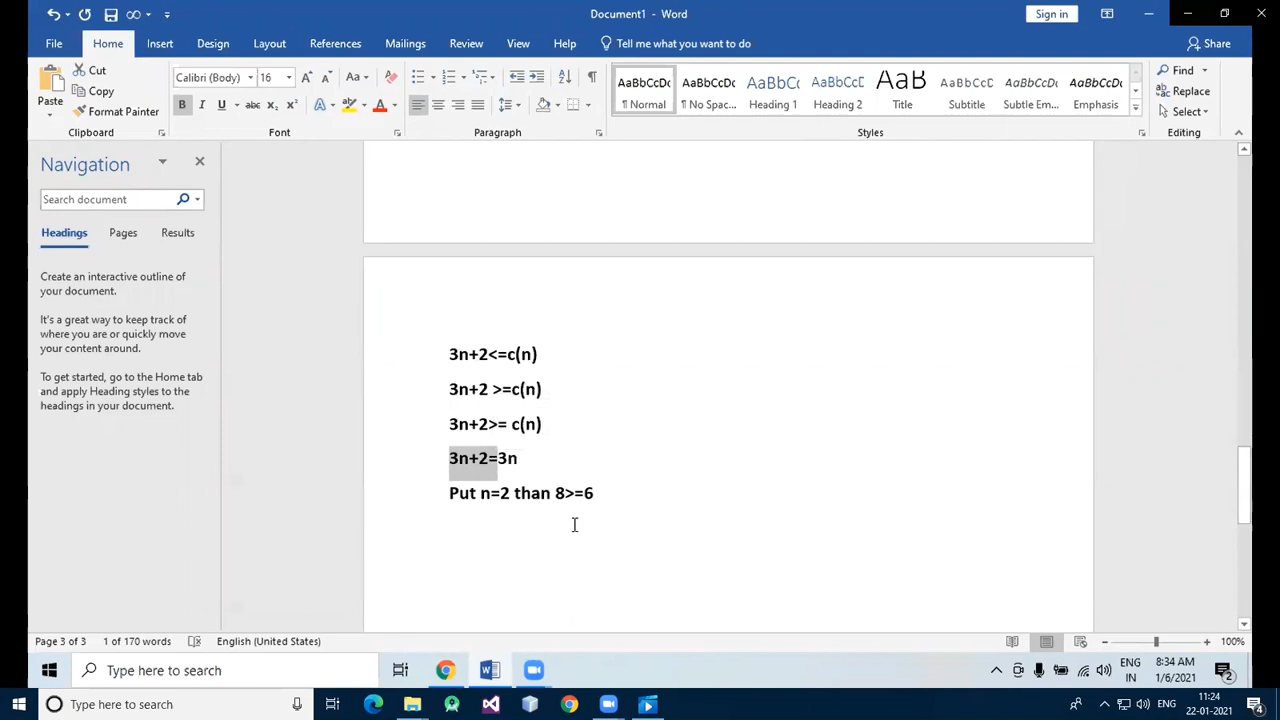 Document1 - Word
Sign in
File Home Insert Design Layout References Mailings Review View Help Tell me what you want to do Share
Paste
Cut
Copy
Format Painter
Clipboard
Calibri (Body) 16
Font
Paragraph
AaBbCcDc AaBbCcDc AaBbCc AaBbCcD AaB AaBbCcD AaBbCcDc AaBbCcDc
¶ Normal ¶ No Spac... Heading 1 Heading 2 Title Subtitle Subtle Em... Emphasis
Styles
Find
Replace
Select
Editing
Navigation
Search document
Headings Pages Results
Create an interactive outline of
your document.
It's a great way to keep track of
where you are or quickly move
your content around.
To get started, go to the Home tab
and apply Heading styles to the
headings in your document.
3n+2<=c(n)
3n+2 >=c(n)
3n+2>= c(n)
3n+2=3n
Put n=2 than 8>=6
Page 3 of 3 1 of 170 words English (United States) 100%
Type here to search
ENG
IN
8:34 AM
1/6/2021
2
Type here to search
ENG
11:24
22-01-2021
4